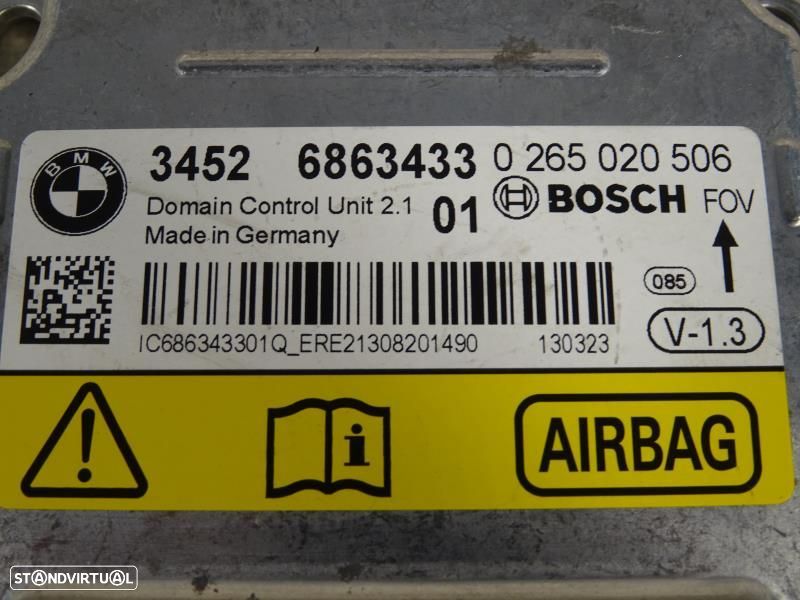 BMW
3452 6863433 0 265 020 506
Domain Control Unit 2.1 01 BOSCH FOV
Made in Germany
085
V-1.3
IC686343301Q_ERE21308201490 130323
i
AIRBAG
STANDVIRTUAL